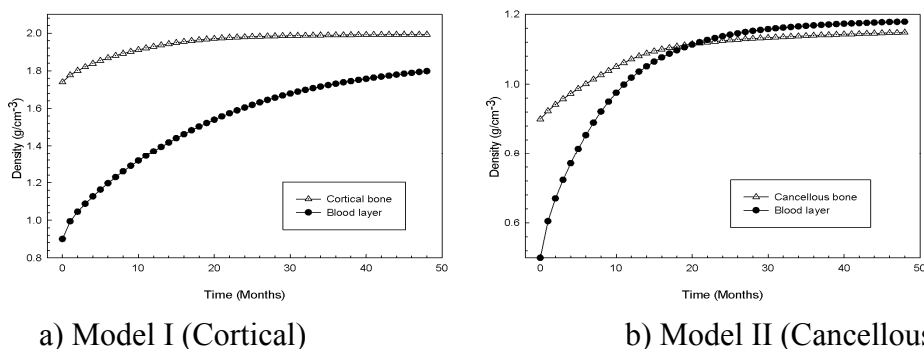 2.0
1.8
1.6
1.4
1.2
1.0
0.8
Density (g/cm⁻³)
Cortical bone
Blood layer
0 10 20 30 40 50
Time (Months)
a) Model I (Cortical)
1.2
1.0
0.8
0.6
Density (g/cm⁻³)
Cancellous bone
Blood layer
0 10 20 30 40 50
Time (Months)
b) Model II (Cancellous